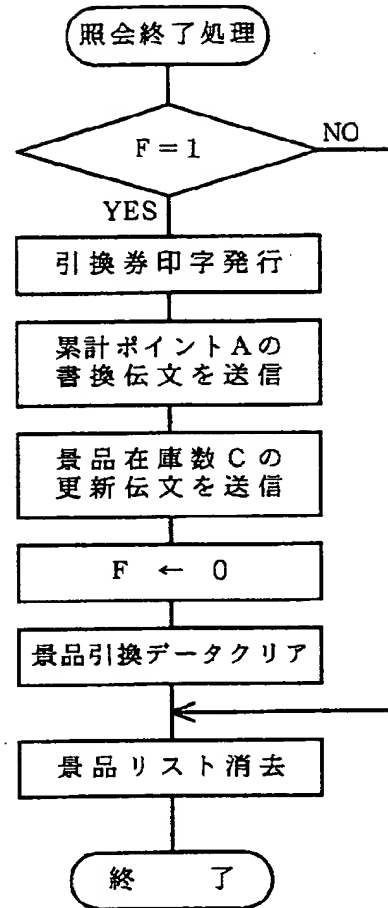 照会終了処理
F=1
NO
YES
引換券印字発行
累計ポイントAの
書換伝文を送信
景品在庫数Cの
更新伝文を送信
F ← 0
景品引換データクリア
景品リスト消去
終 了